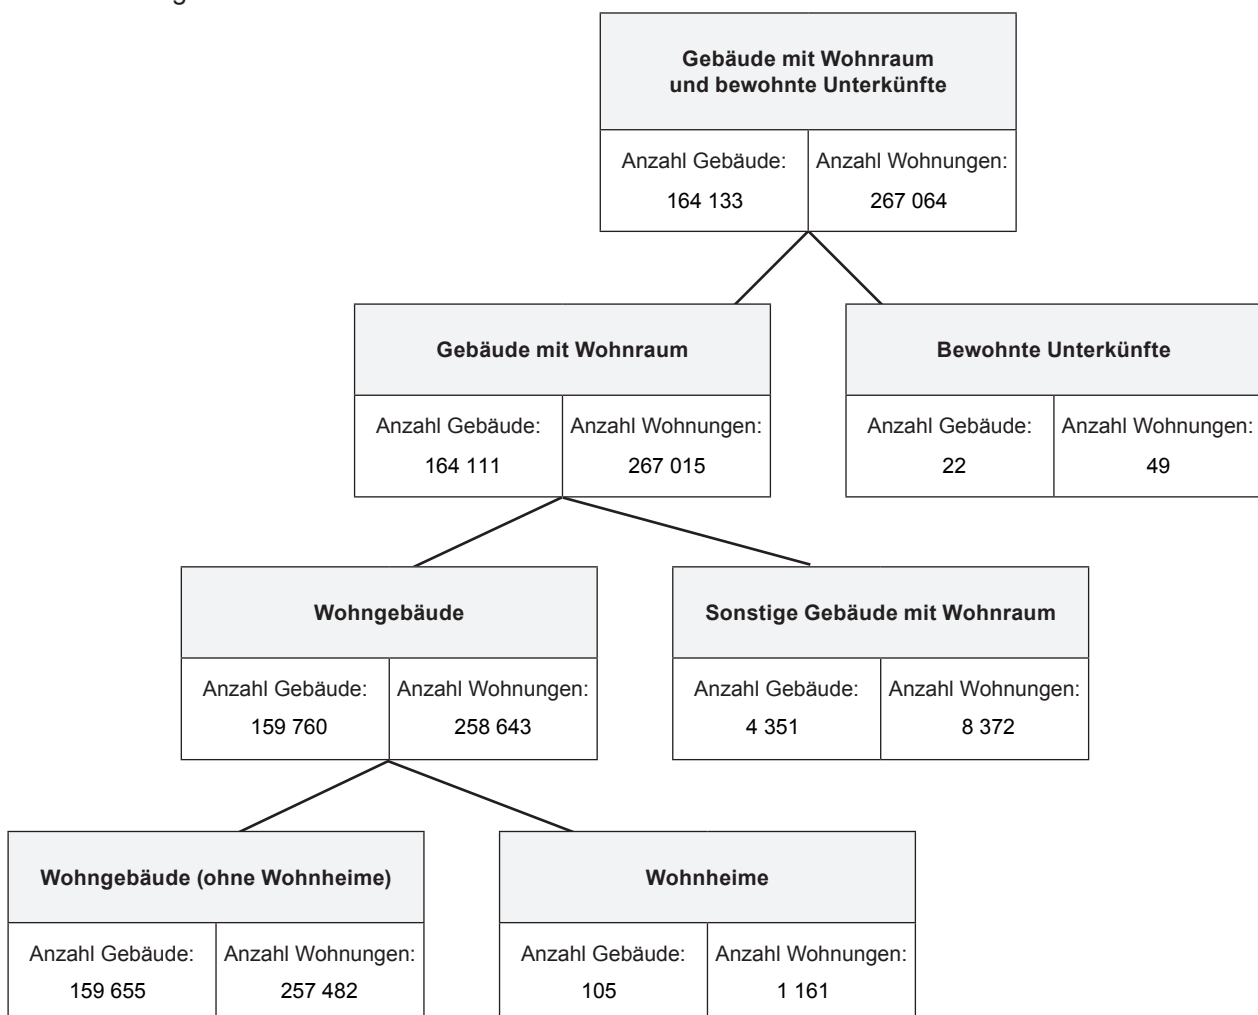 Gebäude mit Wohnraum
und bewohnte Unterkünfte
Anzahl Gebäude: Anzahl Wohnungen:
164 133 267 064
Gebäude mit Wohnraum
Anzahl Gebäude: Anzahl Wohnungen:
164 111 267 015
Bewohnte Unterkünfte
Anzahl Gebäude: Anzahl Wohnungen:
22 49
Wohngebäude
Anzahl Gebäude: Anzahl Wohnungen:
159 760 258 643
Sonstige Gebäude mit Wohnraum
Anzahl Gebäude: Anzahl Wohnungen:
4 351 8 372
Wohngebäude (ohne Wohnheime)
Anzahl Gebäude: Anzahl Wohnungen:
159 655 257 482
Wohnheime
Anzahl Gebäude: Anzahl Wohnungen:
105 1 161